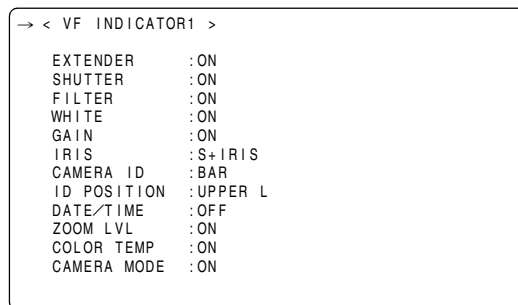 → < VF INDICATOR1 >
EXTENDER :ON
SHUTTER :ON
FILTER :ON
WHITE :ON
GAIN :ON
IRIS :S+IRIS
CAMERA ID :BAR
ID POSITION :UPPER L
DATE/TIME :OFF
ZOOM LVL :ON
COLOR TEMP :ON
CAMERA MODE :ON